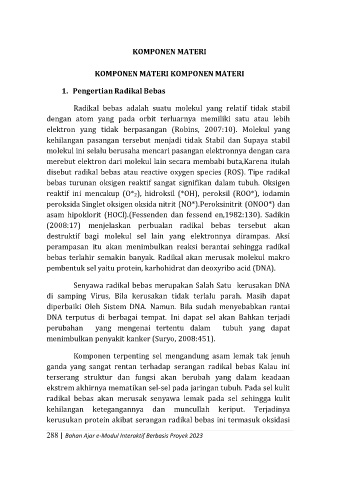 KOMPONEN MATERI
KOMPONEN MATERI KOMPONEN MATERI
1. Pengertian Radikal Bebas
Radikal bebas adalah suatu molekul yang relatif tidak stabil
dengan atom yang pada orbit terluarnya memiliki satu atau lebih
elektron yang tidak berpasangan (Robins, 2007:10). Molekul yang
kehilangan pasangan tersebut menjadi tidak Stabil dan Supaya stabil
molekul ini selalu berusaha mencari pasangan elektronnya dengan cara
merebut elektron dari molekul lain secara membabi buta,Karena itulah
disebut radikal bebas atau reactive oxygen species (ROS). Tipe radikal
bebas turunan oksigen reaktif sangat signifikan dalam tubuh. Oksigen
reaktif ini mencakup (O*₂), hidroksil (*OH), peroksil (ROO*), iodamin
peroksida Singlet oksigen oksida nitrit (NO*).Peroksinitrit (ONOO*) dan
asam hipoklorit (HOCl).(Fessenden dan fessend en,1982:130). Sadikin
(2008:17) menjelaskan perbualan radikal bebas tersebut akan
destruktif bagi molekul sel lain yang elektronnya dirampas. Aksi
perampasan itu akan menimbulkan reaksi berantai sehingga radikal
bebas terlahir semakin banyak. Radikal akan merusak molekul makro
pembentuk sel yaitu protein, karhohidrat dan deoxyribo acid (DNA).
Senyawa radikal bebas merupakan Salah Satu kerusakan DNA
di samping Virus, Bila kerusakan tidak terlalu parah. Masih dapat
diperbaiki Oleh Sistem DNA. Namun. Bila sudah menyebabkan rantai
DNA terputus di berbagai tempat. Ini dapat sel akan Bahkan terjadi
perubahan yang mengenai tertentu dalam tubuh yang dapat
menimbulkan penyakit kanker (Suryo, 2008:451).
Komponen terpenting sel mengandung asam lemak tak jenuh
ganda yang sangat rentan terhadap serangan radikal bebas Kalau ini
terserang struktur dan fungsi akan berubah yang dalam keadaan
ekstrem akhirnya mematikan sel-sel pada jaringan tubuh. Pada sel kulit
radikal bebas akan merusak senyawa lemak pada sel sehingga kulit
kehilangan ketegangannya dan muncullah keriput. Terjadinya
kerusukan protein akibat serangan radikal bebas ini termasuk oksidasi
288 | Bahan Ajar e-Modul Interaktif Berbasis Proyek 2023